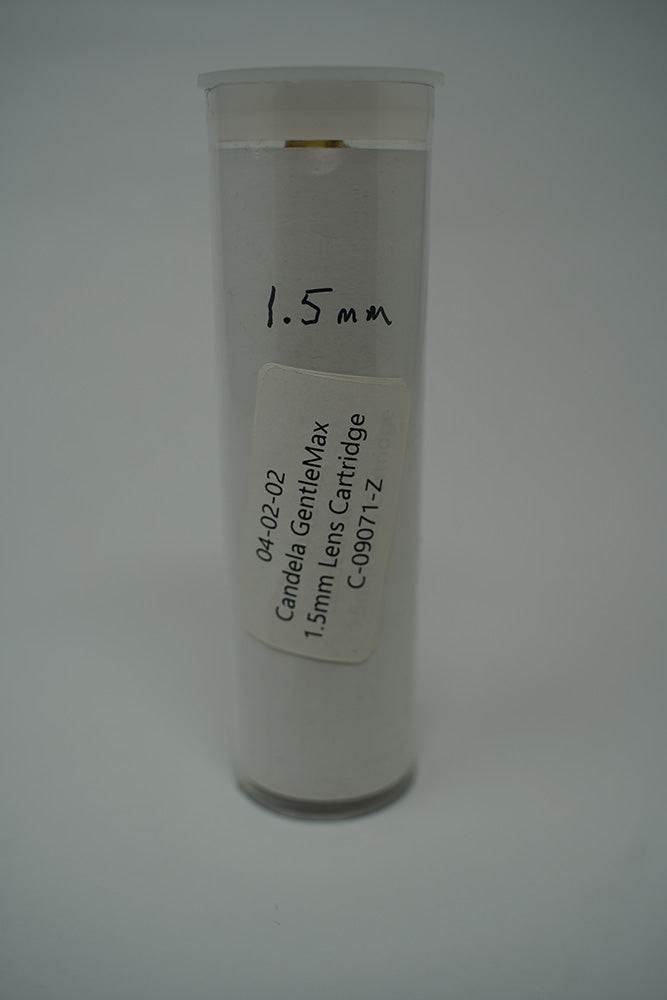 1.5mm
04-02-02
Candela GentleMax
1.5mm Lens Cartridge
C-09071-Z